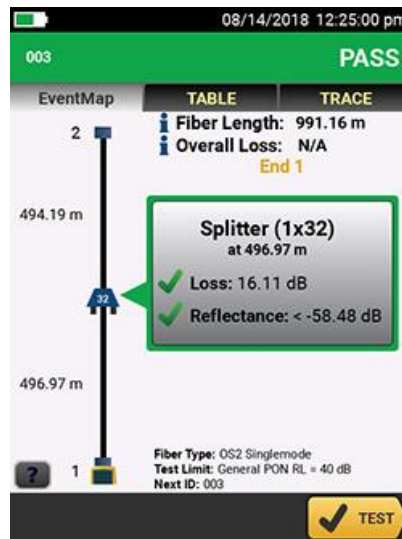 08/14/2018 12:25:00 pm
003
PASS
EventMap
TABLE
TRACE
Fiber Length: 991.16 m
Overall Loss: N/A
End 1
2
494.19 m
Splitter (1x32)
at 496.97 m
Loss: 16.11 dB
Reflectance: < -58.48 dB
32
496.97 m
1
?
Fiber Type: OS2 Singlemode
Test Limit: General PON RL = 40 dB
Next ID: 003
TEST